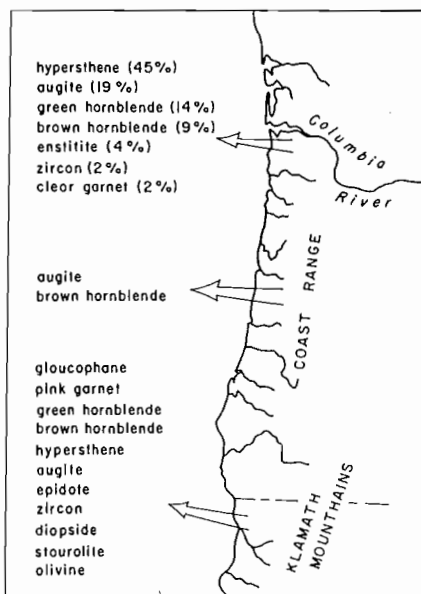 hypersthene (45%)
augite (19%)
green hornblende (14%)
brown hornblende (9%)
enstitite (4%)
zircon (2%)
cleor garnet (2%)
Columbia
River
augite
brown hornblende
COAST RANGE
gloucophane
pink garnet
green hornblende
brown hornblende
hypersthene
augite
epidote
zircon
diopside
stourolite
olivine
KLAMATH
MOUNTHAINS